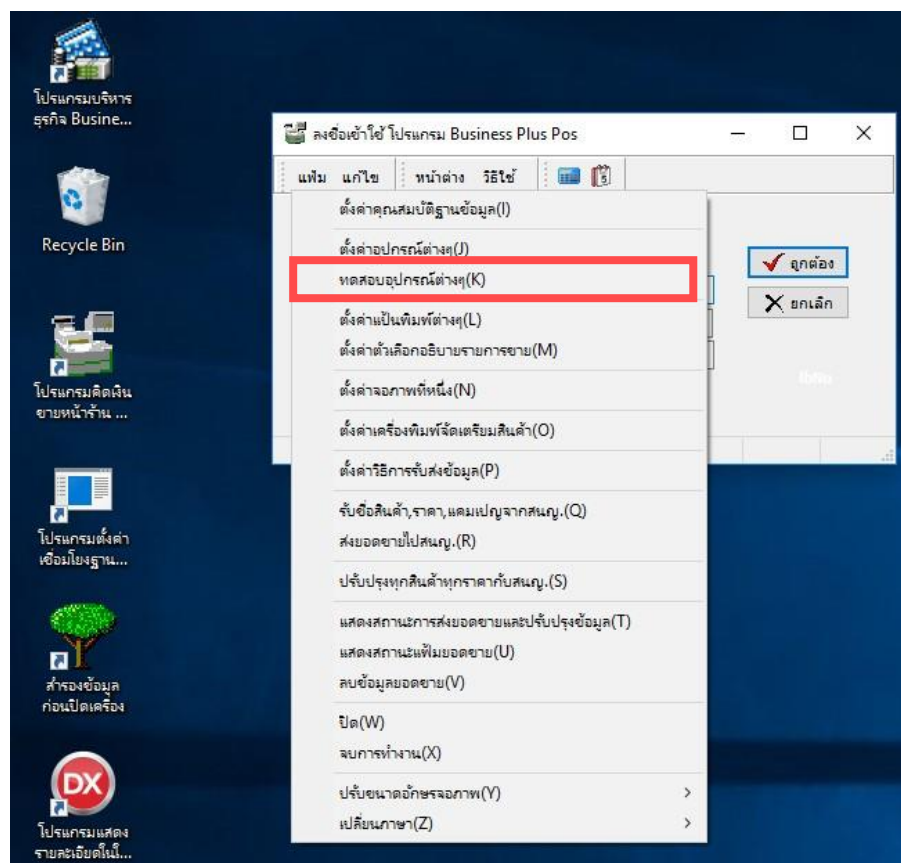 โปรแกรมบริหาร
ธุรกิจ Busine...
Recycle Bin
โปรแกรมคิดเงิน
ขายหน้าร้าน ...
โปรแกรมตั้งค่า
เชื่อมโยงฐาน...
สำรองข้อมูล
ก่อนปิดเครื่อง
DX
โปรแกรมแสดง
รายละเอียดในใ...
ลงชื่อเข้าใช้ โปรแกรม Business Plus Pos
แฟ้ม แก้ไข หน้าต่าง วิธีใช้
5
ถูกต้อง
ยกเลิก
ตั้งค่าคุณสมบัติฐานข้อมูล(I)
ตั้งค่าอุปกรณ์ต่างๆ(J)
ทดสอบอุปกรณ์ต่างๆ(K)
ตั้งค่าแป้นพิมพ์ต่างๆ(L)
ตั้งค่าตัวเลือกอธิบายรายการขาย(M)
ตั้งค่าจอภาพที่หนึ่ง(N)
ตั้งค่าเครื่องพิมพ์จัดเตรียมสินค้า(O)
ตั้งค่าวิธีการรับส่งข้อมูล(P)
รับชื่อสินค้า,ราคา,แคมเปญจากสนญ.(Q)
ส่งยอดขายไปสนญ.(R)
ปรับปรุงทุกสินค้าทุกราคากับสนญ.(S)
แสดงสถานะการส่งยอดขายและปรับปรุงข้อมูล(T)
แสดงสถานะแฟ้มยอดขาย(U)
ลบข้อมูลยอดขาย(V)
ปิด(W)
จบการทำงาน(X)
ปรับขนาดอักษรจอภาพ(Y)
เปลี่ยนภาษา(Z)